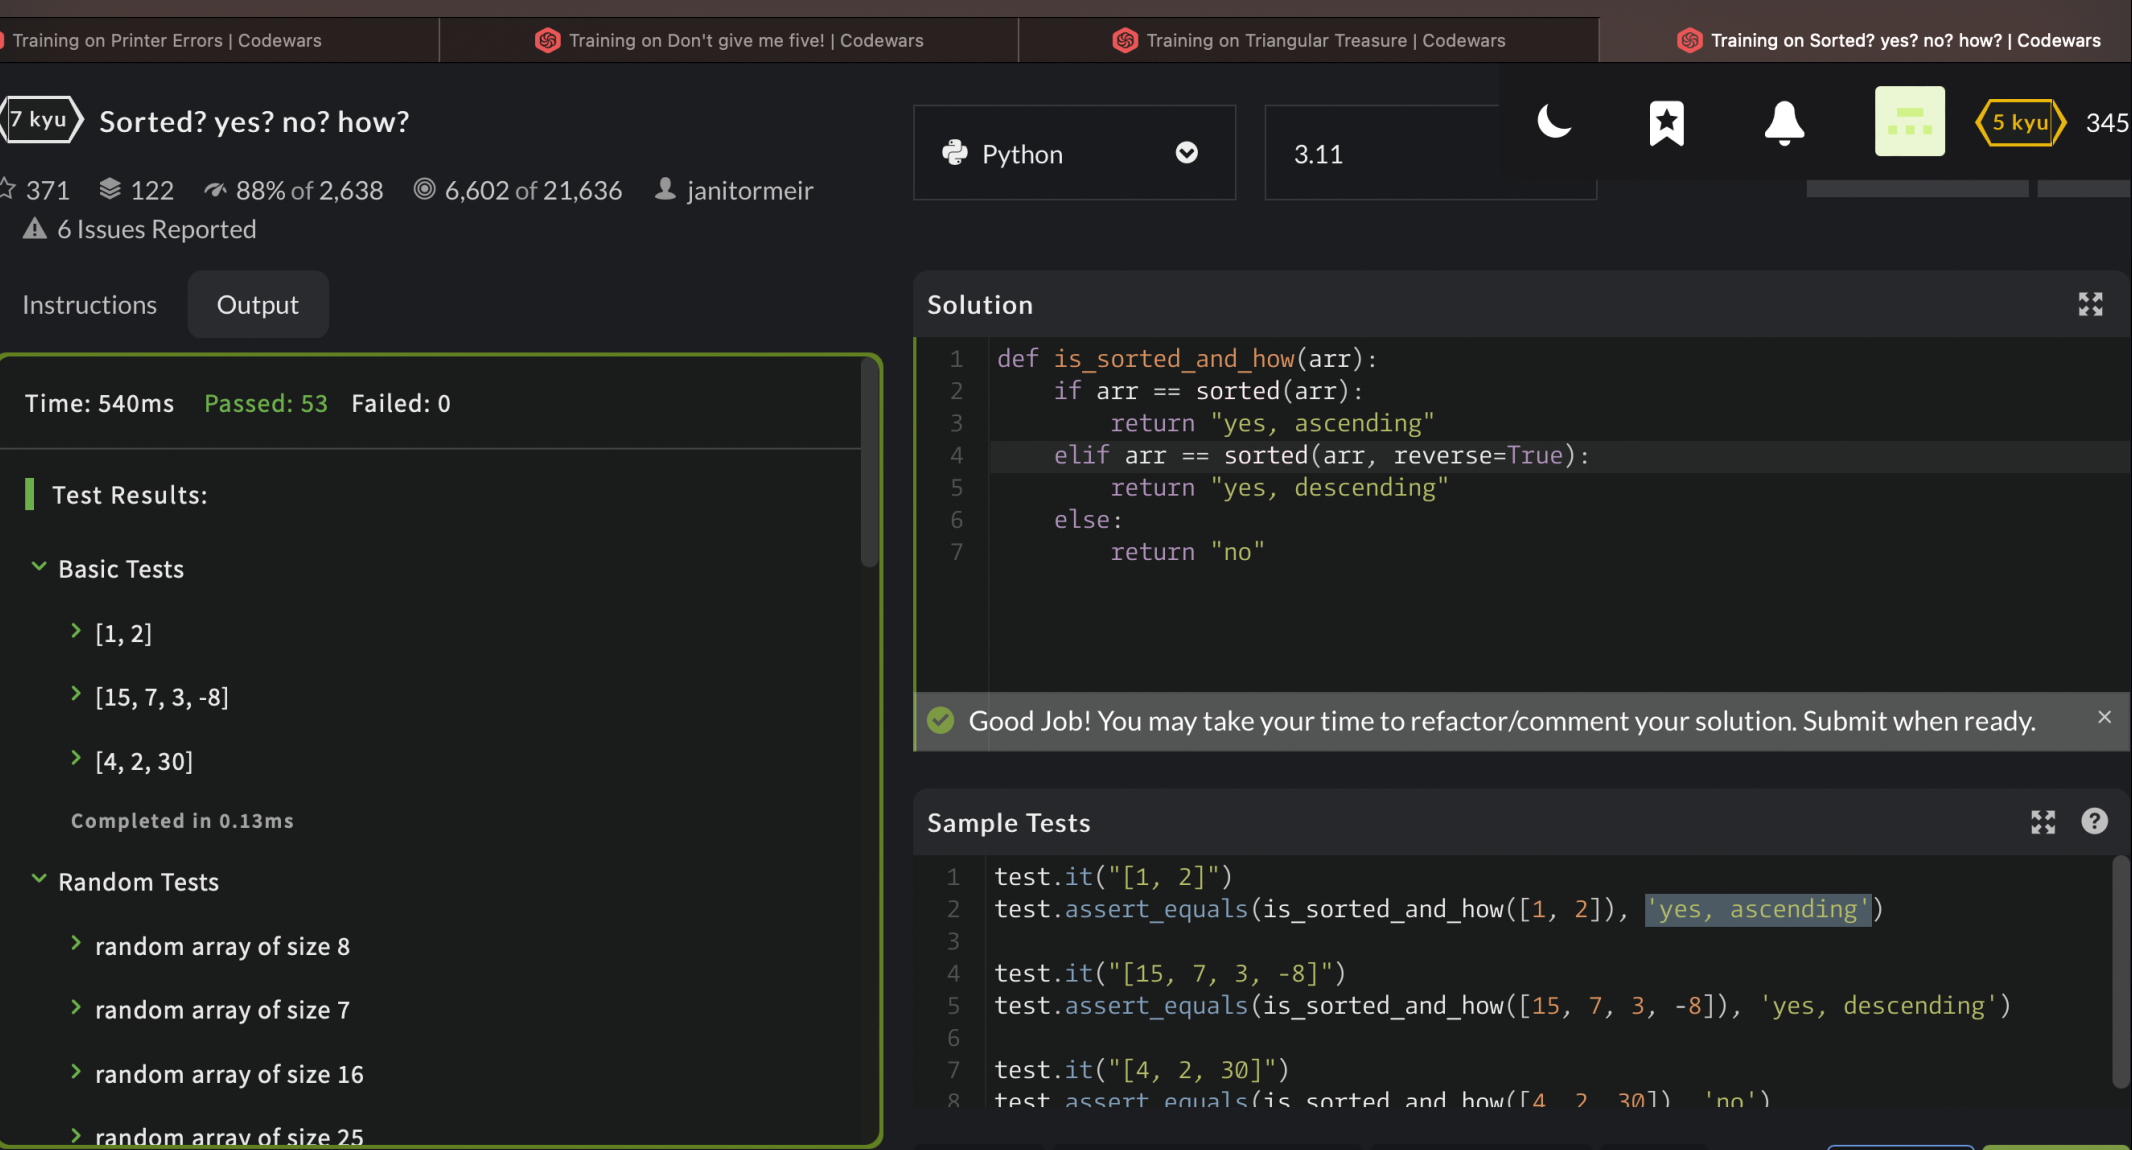 Training on Printer Errors | Codewars
Training on Don't give me five! | Codewars
Training on Triangular Treasure | Codewars
Training on Sorted? yes? no? how? | Codewars
7 kyu
Sorted? yes? no? how?
371
122
88% of 2,638
6,602 of 21,636
janitormeir
6 Issues Reported
Python
3.11
5 kyu
345
Instructions
Output
Time: 540ms Passed: 53 Failed: 0
Test Results:
Basic Tests
[1, 2]
[15, 7, 3, -8]
[4, 2, 30]
Completed in 0.13ms
Random Tests
random array of size 8
random array of size 7
random array of size 16
random array of size 25
Solution
1 def is_sorted_and_how(arr):
2     if arr == sorted(arr):
3         return "yes, ascending"
4     elif arr == sorted(arr, reverse=True):
5         return "yes, descending"
6     else:
7         return "no"
Good Job! You may take your time to refactor/comment your solution. Submit when ready.
Sample Tests
1 test.it("[1, 2]")
2 test.assert_equals(is_sorted_and_how([1, 2]), 'yes, ascending')
3
4 test.it("[15, 7, 3, -8]")
5 test.assert_equals(is_sorted_and_how([15, 7, 3, -8]), 'yes, descending')
6
7 test.it("[4, 2, 30]")
8 test.assert_equals(is_sorted_and_how([4, 2, 30]), 'no')